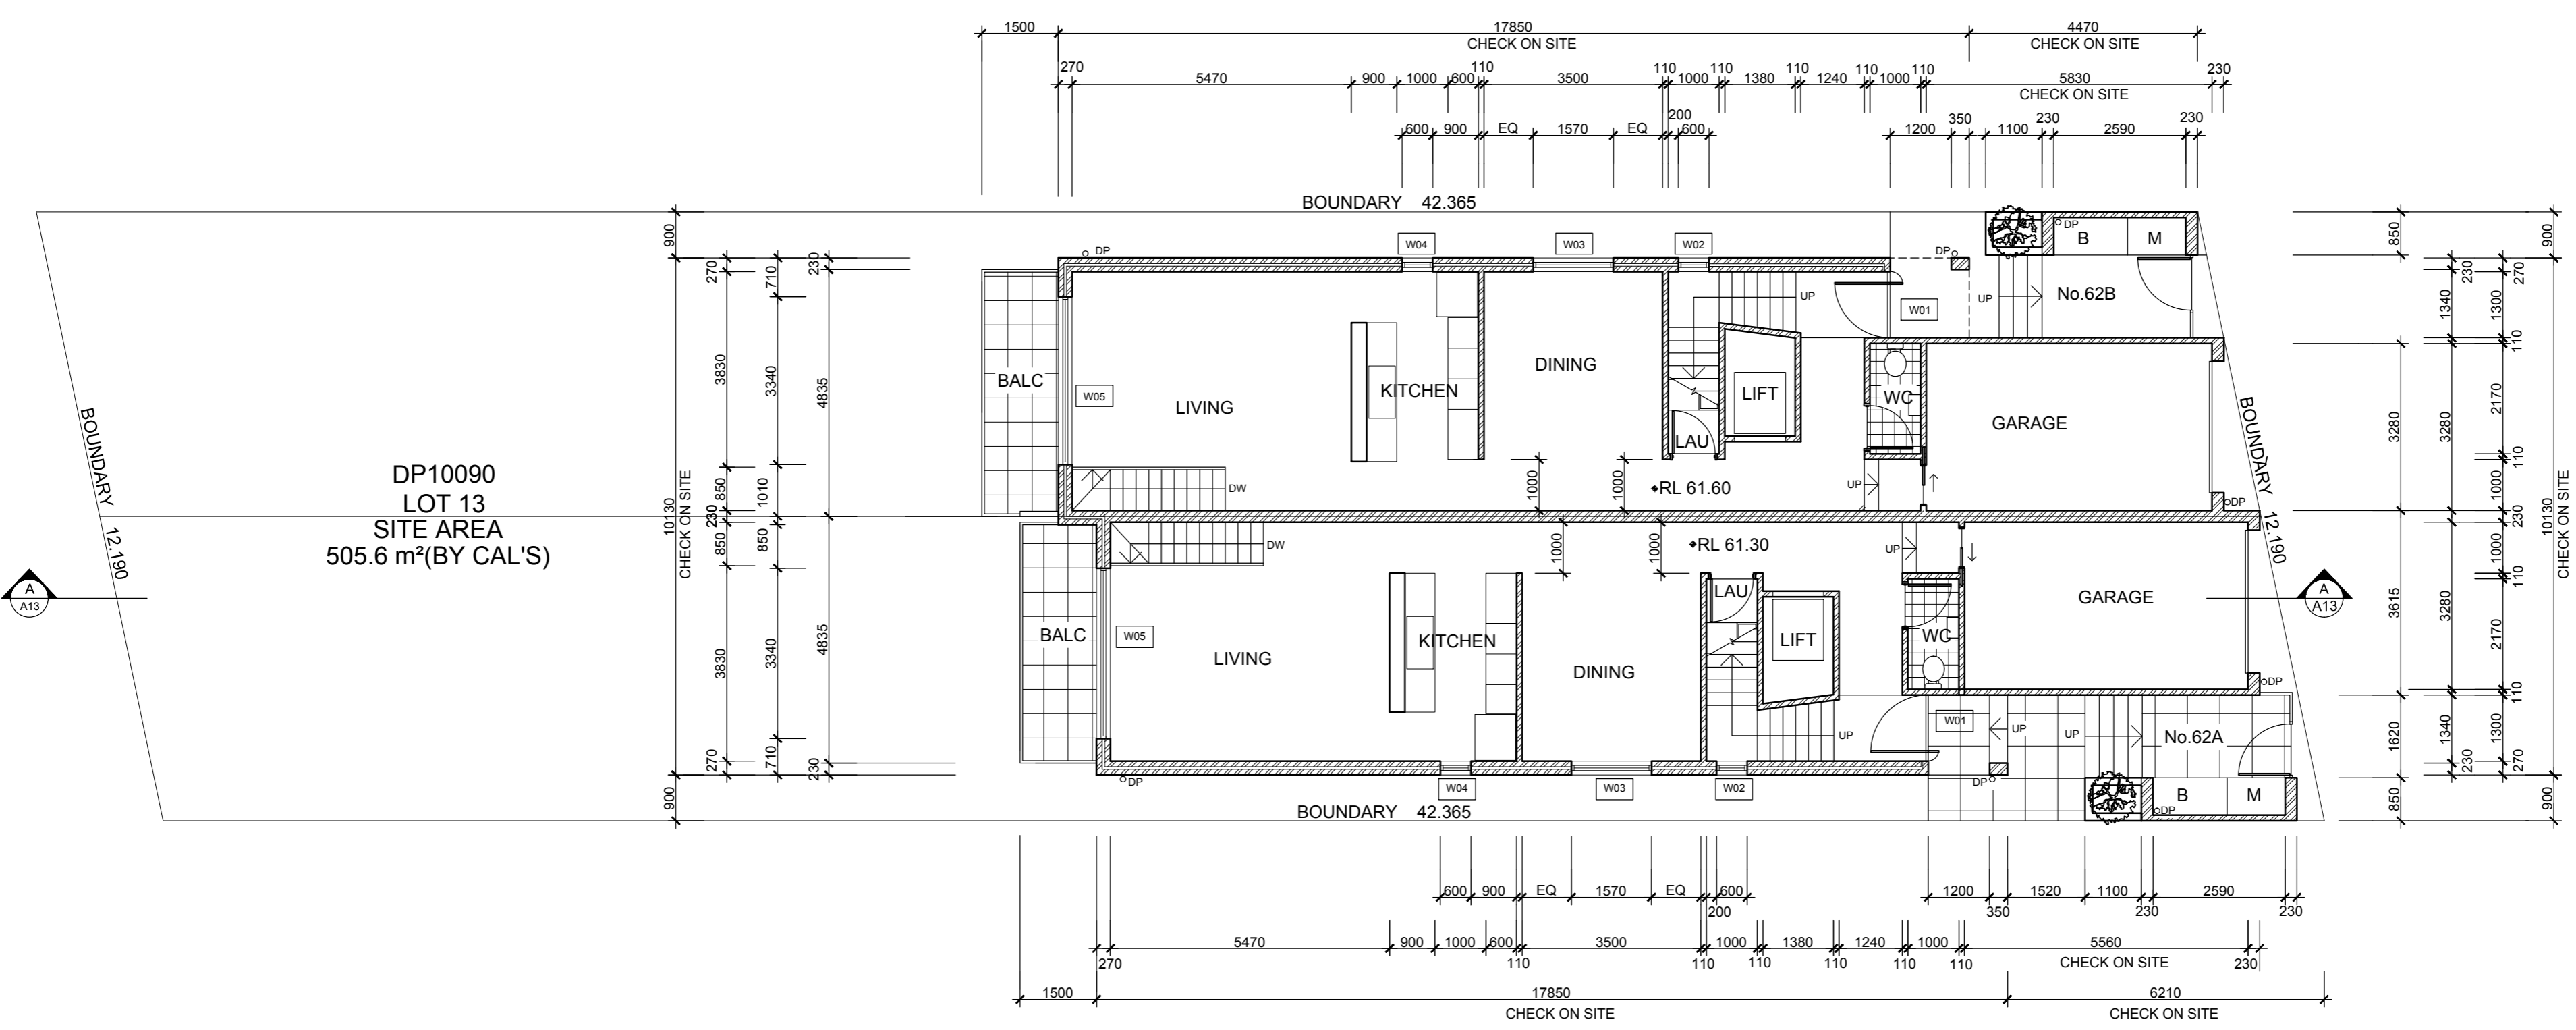 1500 17850 4470
CHECK ON SITE CHECK ON SITE
270 5470 900 1000 600 110 3500 110 1000 110 1380 110 1240 110 1000 110 5830 230
CHECK ON SITE
600 900 EQ 1570 EQ 200 600 1200 350 1100 230 2590 230
BOUNDARY 42.365
DP W04 W03 W02 DP DP B M
UP W01 UP No.62B
BALC W05 LIVING KITCHEN DINING LIFT WC GARAGE
LAU
DW 1000 1000 RL 61.60 UP DP
BOUNDARY 12.190
BOUNDARY 12.190
DP10090
LOT 13
SITE AREA
505.6 m²(BY CAL'S)
A
A13
A
A13
900
10130
CHECK ON SITE
900
270
3830
850
230
850
3830
270
710
3340
1010
850
3340
710
230
4835
4835
230
850
3280
3615
1620
850
230
1340
3280
3280
1340
230
270
1300
110
2170
110
1000
230
1000
110
2170
110
1300
270
900
10130
CHECK ON SITE
900
DW 1000 1000 RL 61.30 UP
LAU
BALC W05 LIVING KITCHEN DINING LIFT WC GARAGE
DP
UP W01 UP UP No.62A
DP W04 W03 W02 DP DP B M
BOUNDARY 42.365
600 900 EQ 1570 EQ 600 1200 1520 1100 2590
200 350 230 230
5470 900 1000 600 3500 1000 1380 1240 1000 5560
270 110 110 110 110 110 110 CHECK ON SITE 230
1500 17850 6210
CHECK ON SITE CHECK ON SITE